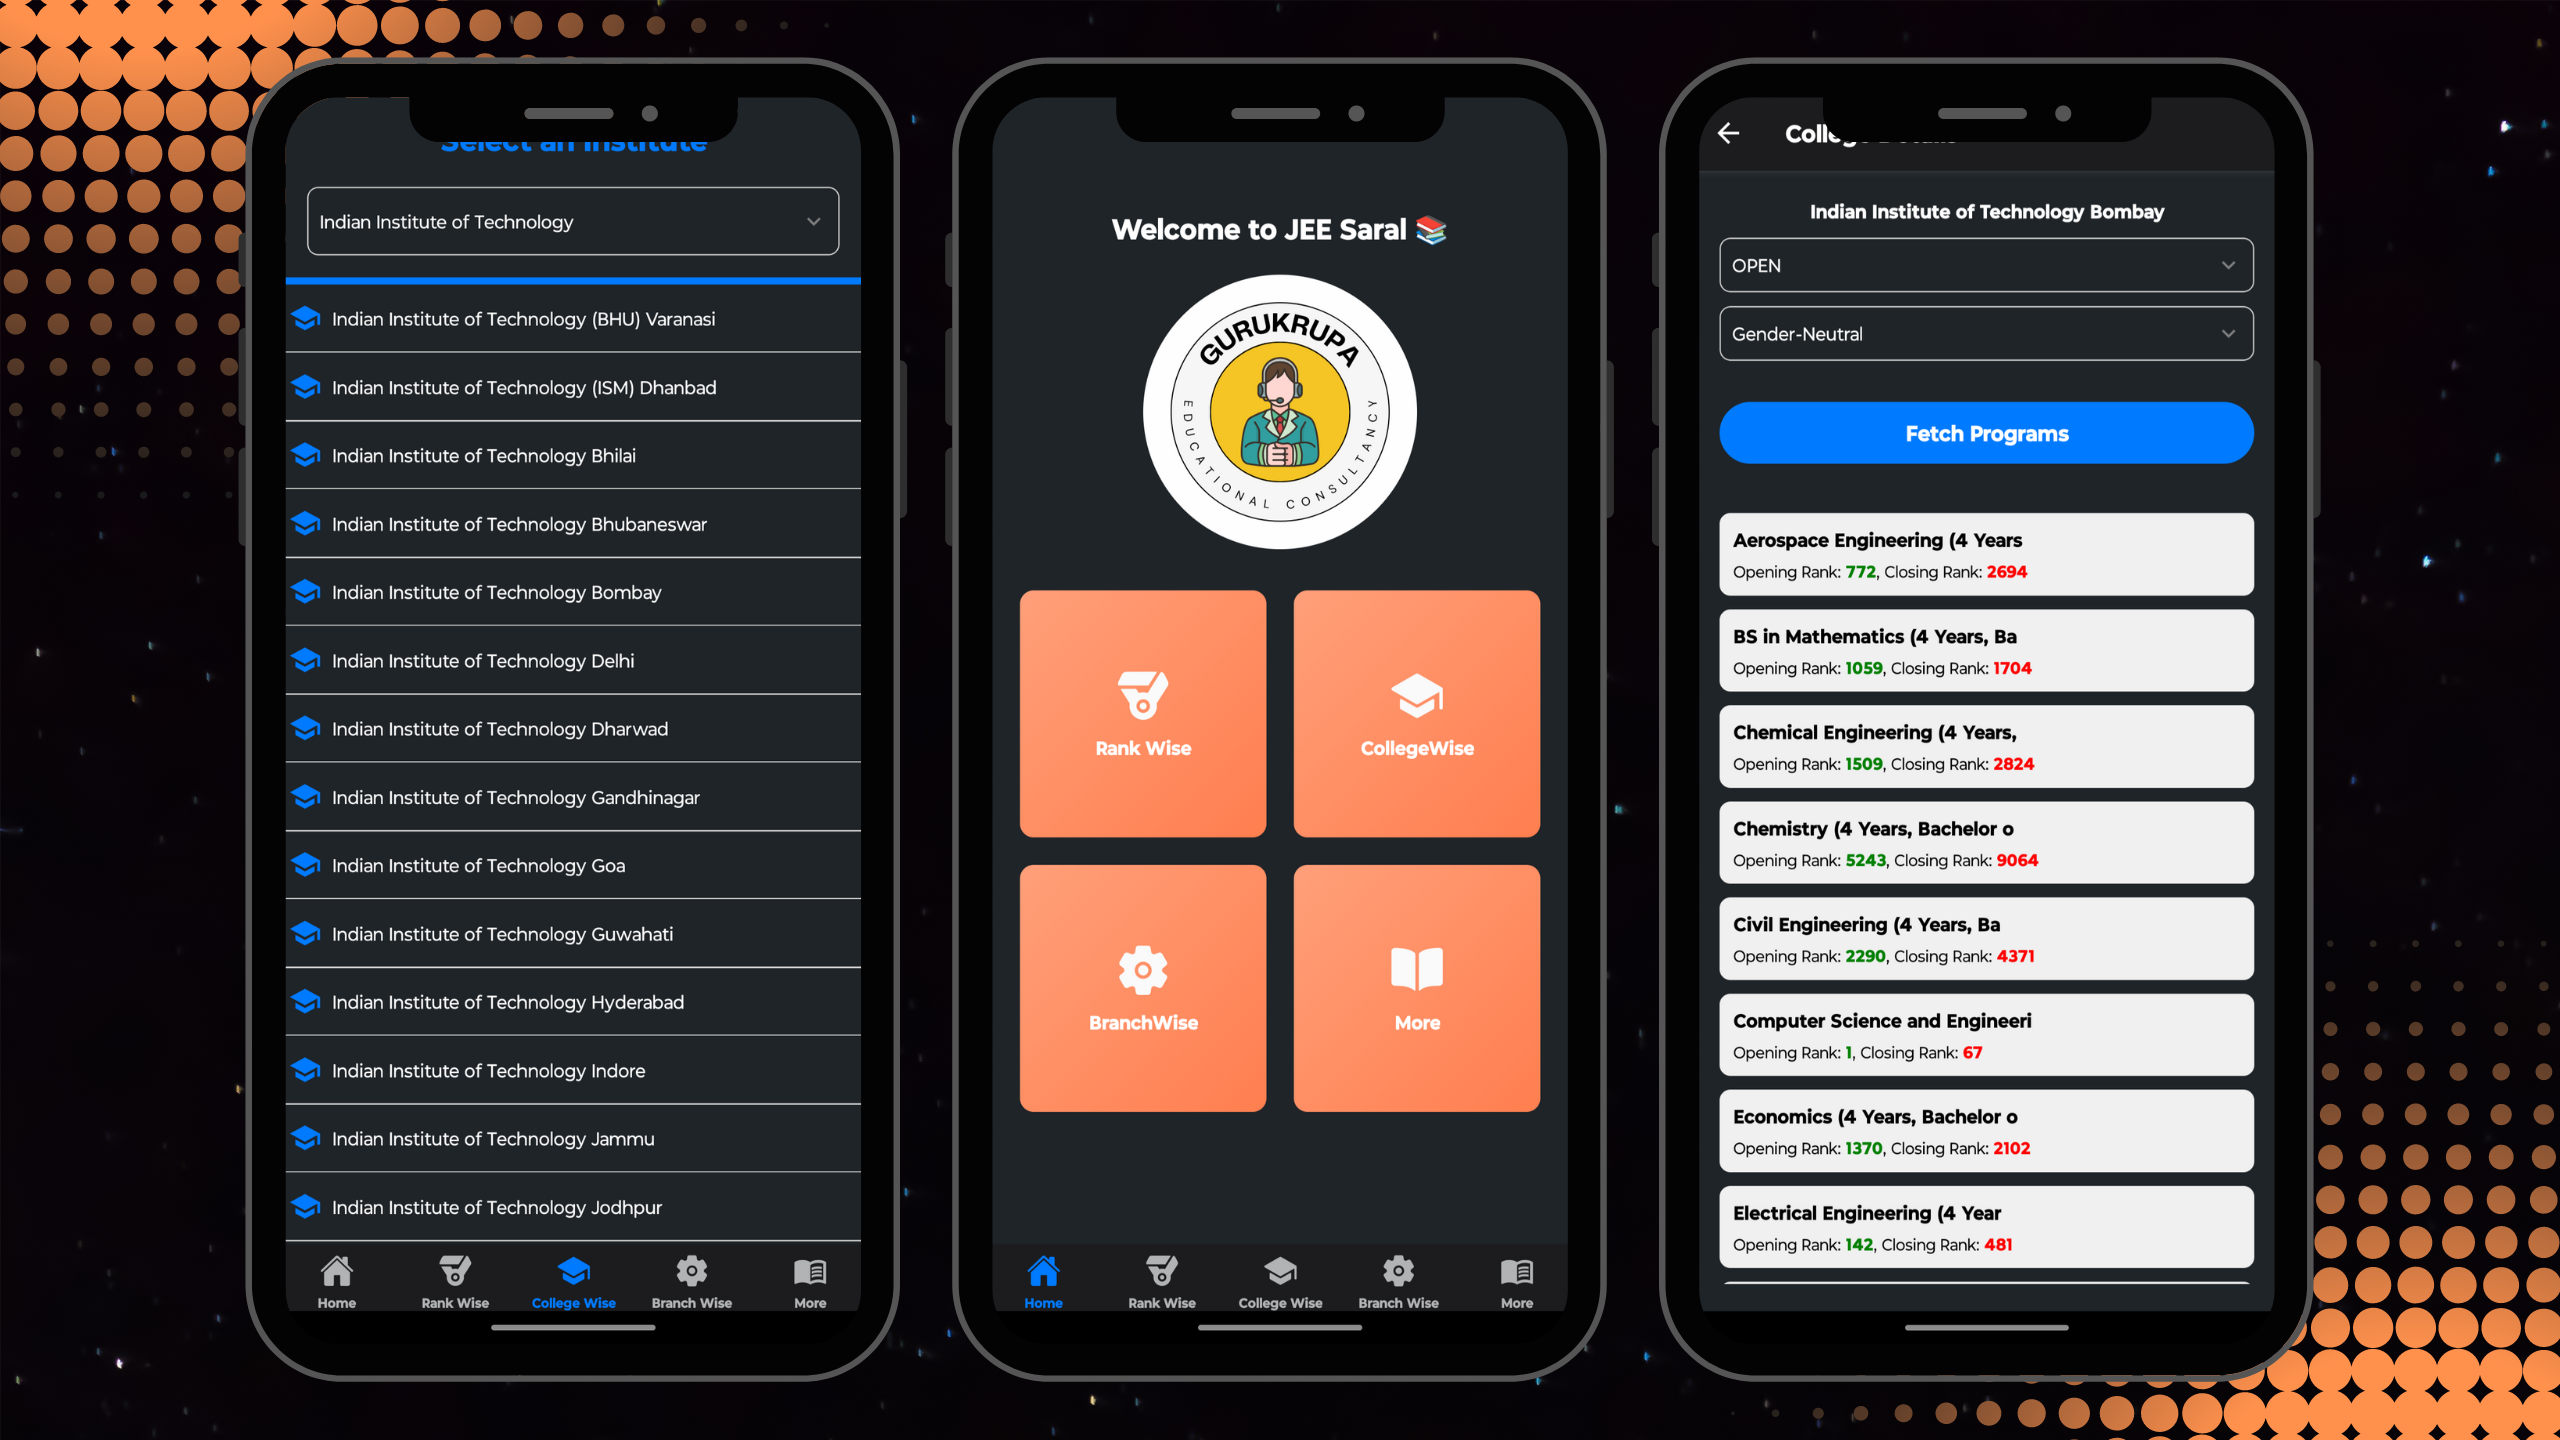 Select an Institute
Indian Institute of Technology
Indian Institute of Technology (BHU) Varanasi
Indian Institute of Technology (ISM) Dhanbad
Indian Institute of Technology Bhilai
Indian Institute of Technology Bhubaneswar
Indian Institute of Technology Bombay
Indian Institute of Technology Delhi
Indian Institute of Technology Dharwad
Indian Institute of Technology Gandhinagar
Indian Institute of Technology Goa
Indian Institute of Technology Guwahati
Indian Institute of Technology Hyderabad
Indian Institute of Technology Indore
Indian Institute of Technology Jammu
Indian Institute of Technology Jodhpur
Home Rank Wise College Wise Branch Wise More
Welcome to JEE Saral 📚
GURUKRUPA
EDUCATIONAL CONSULTANCY
Rank Wise
CollegeWise
BranchWise
More
Home Rank Wise College Wise Branch Wise More
College Details
Indian Institute of Technology Bombay
OPEN
Gender-Neutral
Fetch Programs
Aerospace Engineering (4 Years
Opening Rank: 772, Closing Rank: 2694
BS in Mathematics (4 Years, Ba
Opening Rank: 1059, Closing Rank: 1704
Chemical Engineering (4 Years,
Opening Rank: 1509, Closing Rank: 2824
Chemistry (4 Years, Bachelor o
Opening Rank: 5243, Closing Rank: 9064
Civil Engineering (4 Years, Ba
Opening Rank: 2290, Closing Rank: 4371
Computer Science and Engineeri
Opening Rank: 1, Closing Rank: 67
Economics (4 Years, Bachelor o
Opening Rank: 1370, Closing Rank: 2102
Electrical Engineering (4 Year
Opening Rank: 142, Closing Rank: 481